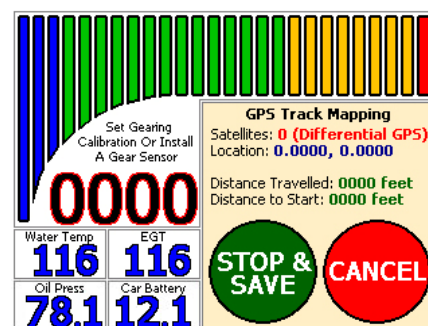 Set Gearing
Calibration Or Install
A Gear Sensor
0000
Water Temp
116
EGT
116
Oil Press
78.1
Car Battery
12.1
GPS Track Mapping
Satellites: 0 (Differential GPS)
Location: 0.0000, 0.0000
Distance Travelled: 0000 feet
Distance to Start: 0000 feet
STOP &
SAVE
CANCEL